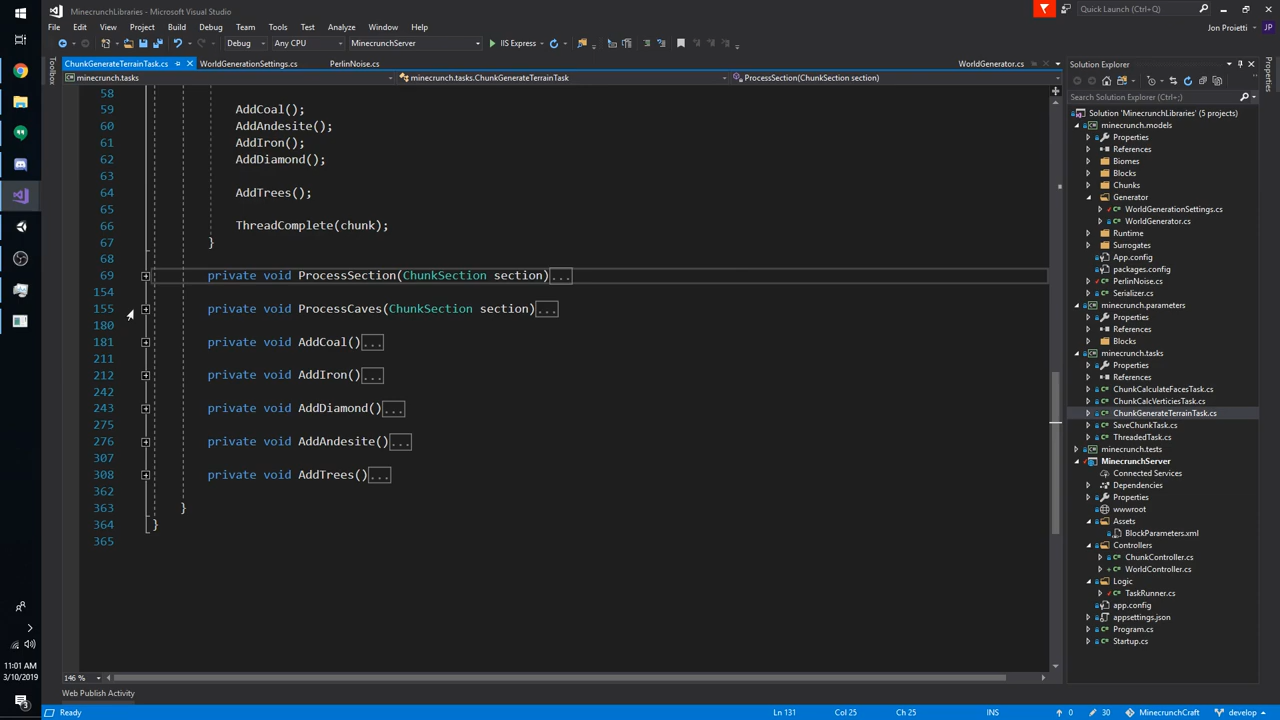 MinecrunchLibraries - Microsoft Visual Studio
Quick Launch (Ctrl+Q)
File Edit View Project Build Debug Team Tools Test Analyze Window Help
Jon Proietti
Debug Any CPU MinecrunchServer IIS Express
Toolbox
ChunkGenerateTerrainTask.cs WorldGenerationSettings.cs PerlinNoise.cs WorldGenerator.cs
minecrunch.tasks minecrunch.tasks.ChunkGenerateTerrainTask ProcessSection(ChunkSection section)
58
59 AddCoal();
60 AddAndesite();
61 AddIron();
62 AddDiamond();
63
64 AddTrees();
65
66 ThreadComplete(chunk);
67 }
68
69 private void ProcessSection(ChunkSection section)...
154
155 private void ProcessCaves(ChunkSection section)...
180
181 private void AddCoal()...
211
212 private void AddIron()...
242
243 private void AddDiamond()...
275
276 private void AddAndesite()...
307
308 private void AddTrees()...
362
363 }
364 }
365
146 %
Web Publish Activity
Ready Ln 131 Col 25 Ch 25 INS 0 30 MinecrunchCraft develop
Solution Explorer
Search Solution Explorer (Ctrl+;)
Solution 'MinecrunchLibraries' (5 projects)
minecrunch.models
Properties
References
Biomes
Blocks
Chunks
Generator
WorldGenerationSettings.cs
WorldGenerator.cs
Runtime
Surrogates
App.config
packages.config
PerlinNoise.cs
Serializer.cs
minecrunch.parameters
Properties
References
Blocks
minecrunch.tasks
Properties
References
ChunkCalculateFacesTask.cs
ChunkCalcVerticiesTask.cs
ChunkGenerateTerrainTask.cs
SaveChunkTask.cs
ThreadedTask.cs
minecrunch.tests
MinecrunchServer
Connected Services
Dependencies
Properties
wwwroot
Assets
BlockParameters.xml
Controllers
ChunkController.cs
WorldController.cs
Logic
TaskRunner.cs
app.config
appsettings.json
Program.cs
Startup.cs
Properties
11:01 AM
3/10/2019
3